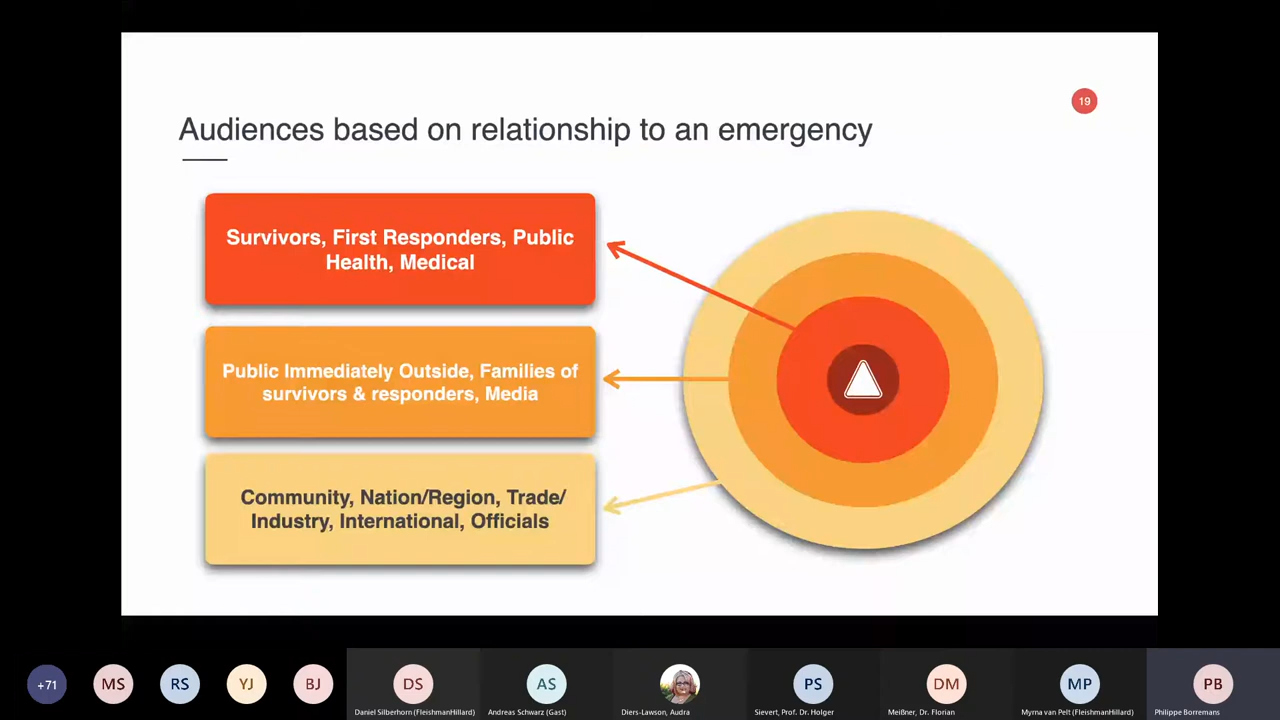 19
Audiences based on relationship to an emergency
Survivors, First Responders, Public
Health, Medical
Public Immediately Outside, Families of
survivors & responders, Media
Community, Nation/Region, Trade/
Industry, International, Officials
+71
MS
RS
YJ
BJ
DS
AS
PS
DM
MP
PB
Daniel Silberhorn (FleishmanHillard)
Andreas Schwarz (Gast)
Diers-Lawson, Audra
Sievert, Prof. Dr. Holger
Meißner, Dr. Florian
Myrna van Pelt (FleishmanHillard)
Philippe Borremans